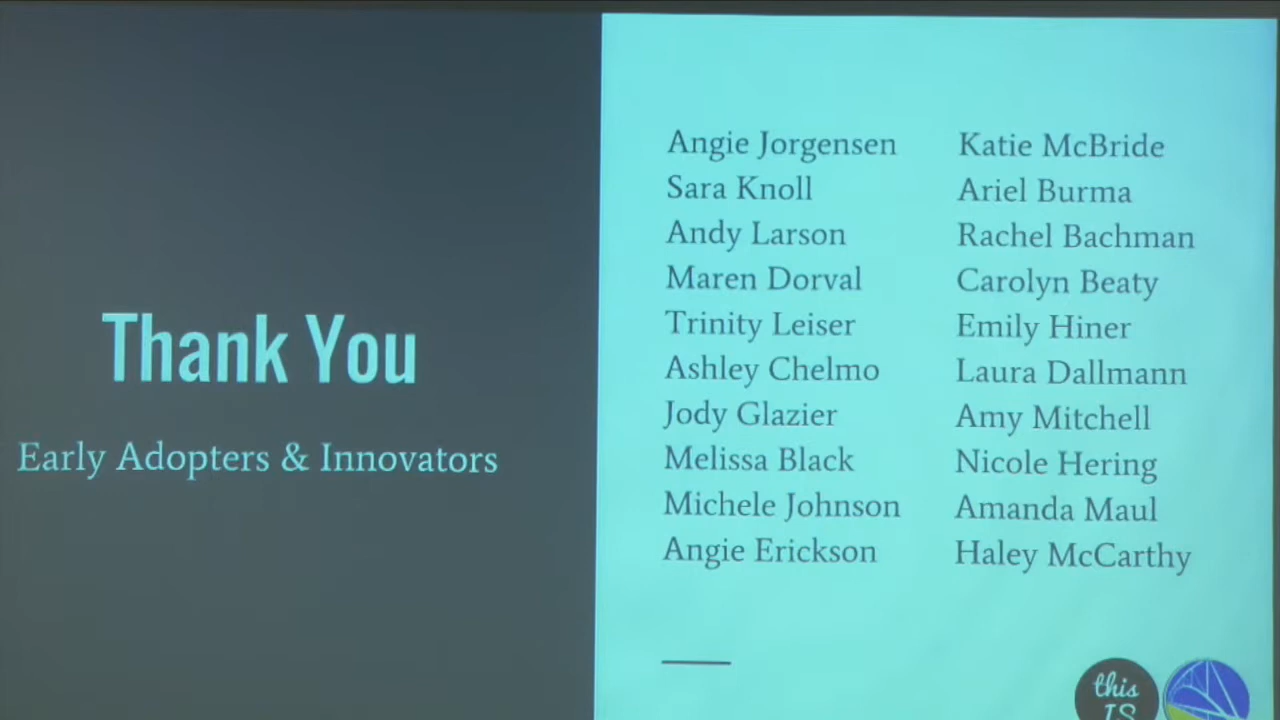 Thank You
Early Adopters & Innovators
Angie Jorgensen
Sara Knoll
Andy Larson
Maren Dorval
Trinity Leiser
Ashley Chelmo
Jody Glazier
Melissa Black
Michele Johnson
Angie Erickson
Katie McBride
Ariel Burma
Rachel Bachman
Carolyn Beaty
Emily Hiner
Laura Dallmann
Amy Mitchell
Nicole Hering
Amanda Maul
Haley McCarthy
this
IS